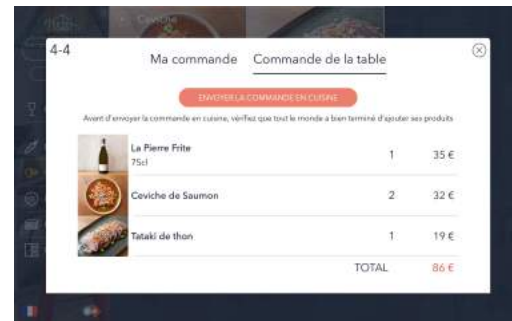 Ceviche
4-4
Ma commande Commande de la table
ENVOYER LA COMMANDE EN CUISINE
Avant d'envoyer la commande en cuisine, vérifiez que tout le monde a bien terminé d'ajouter ses produits
La Pierre Frite 1 35 €
75cl
Ceviche de Saumon 2 32 €
Tataki de thon 1 19 €
TOTAL 86 €